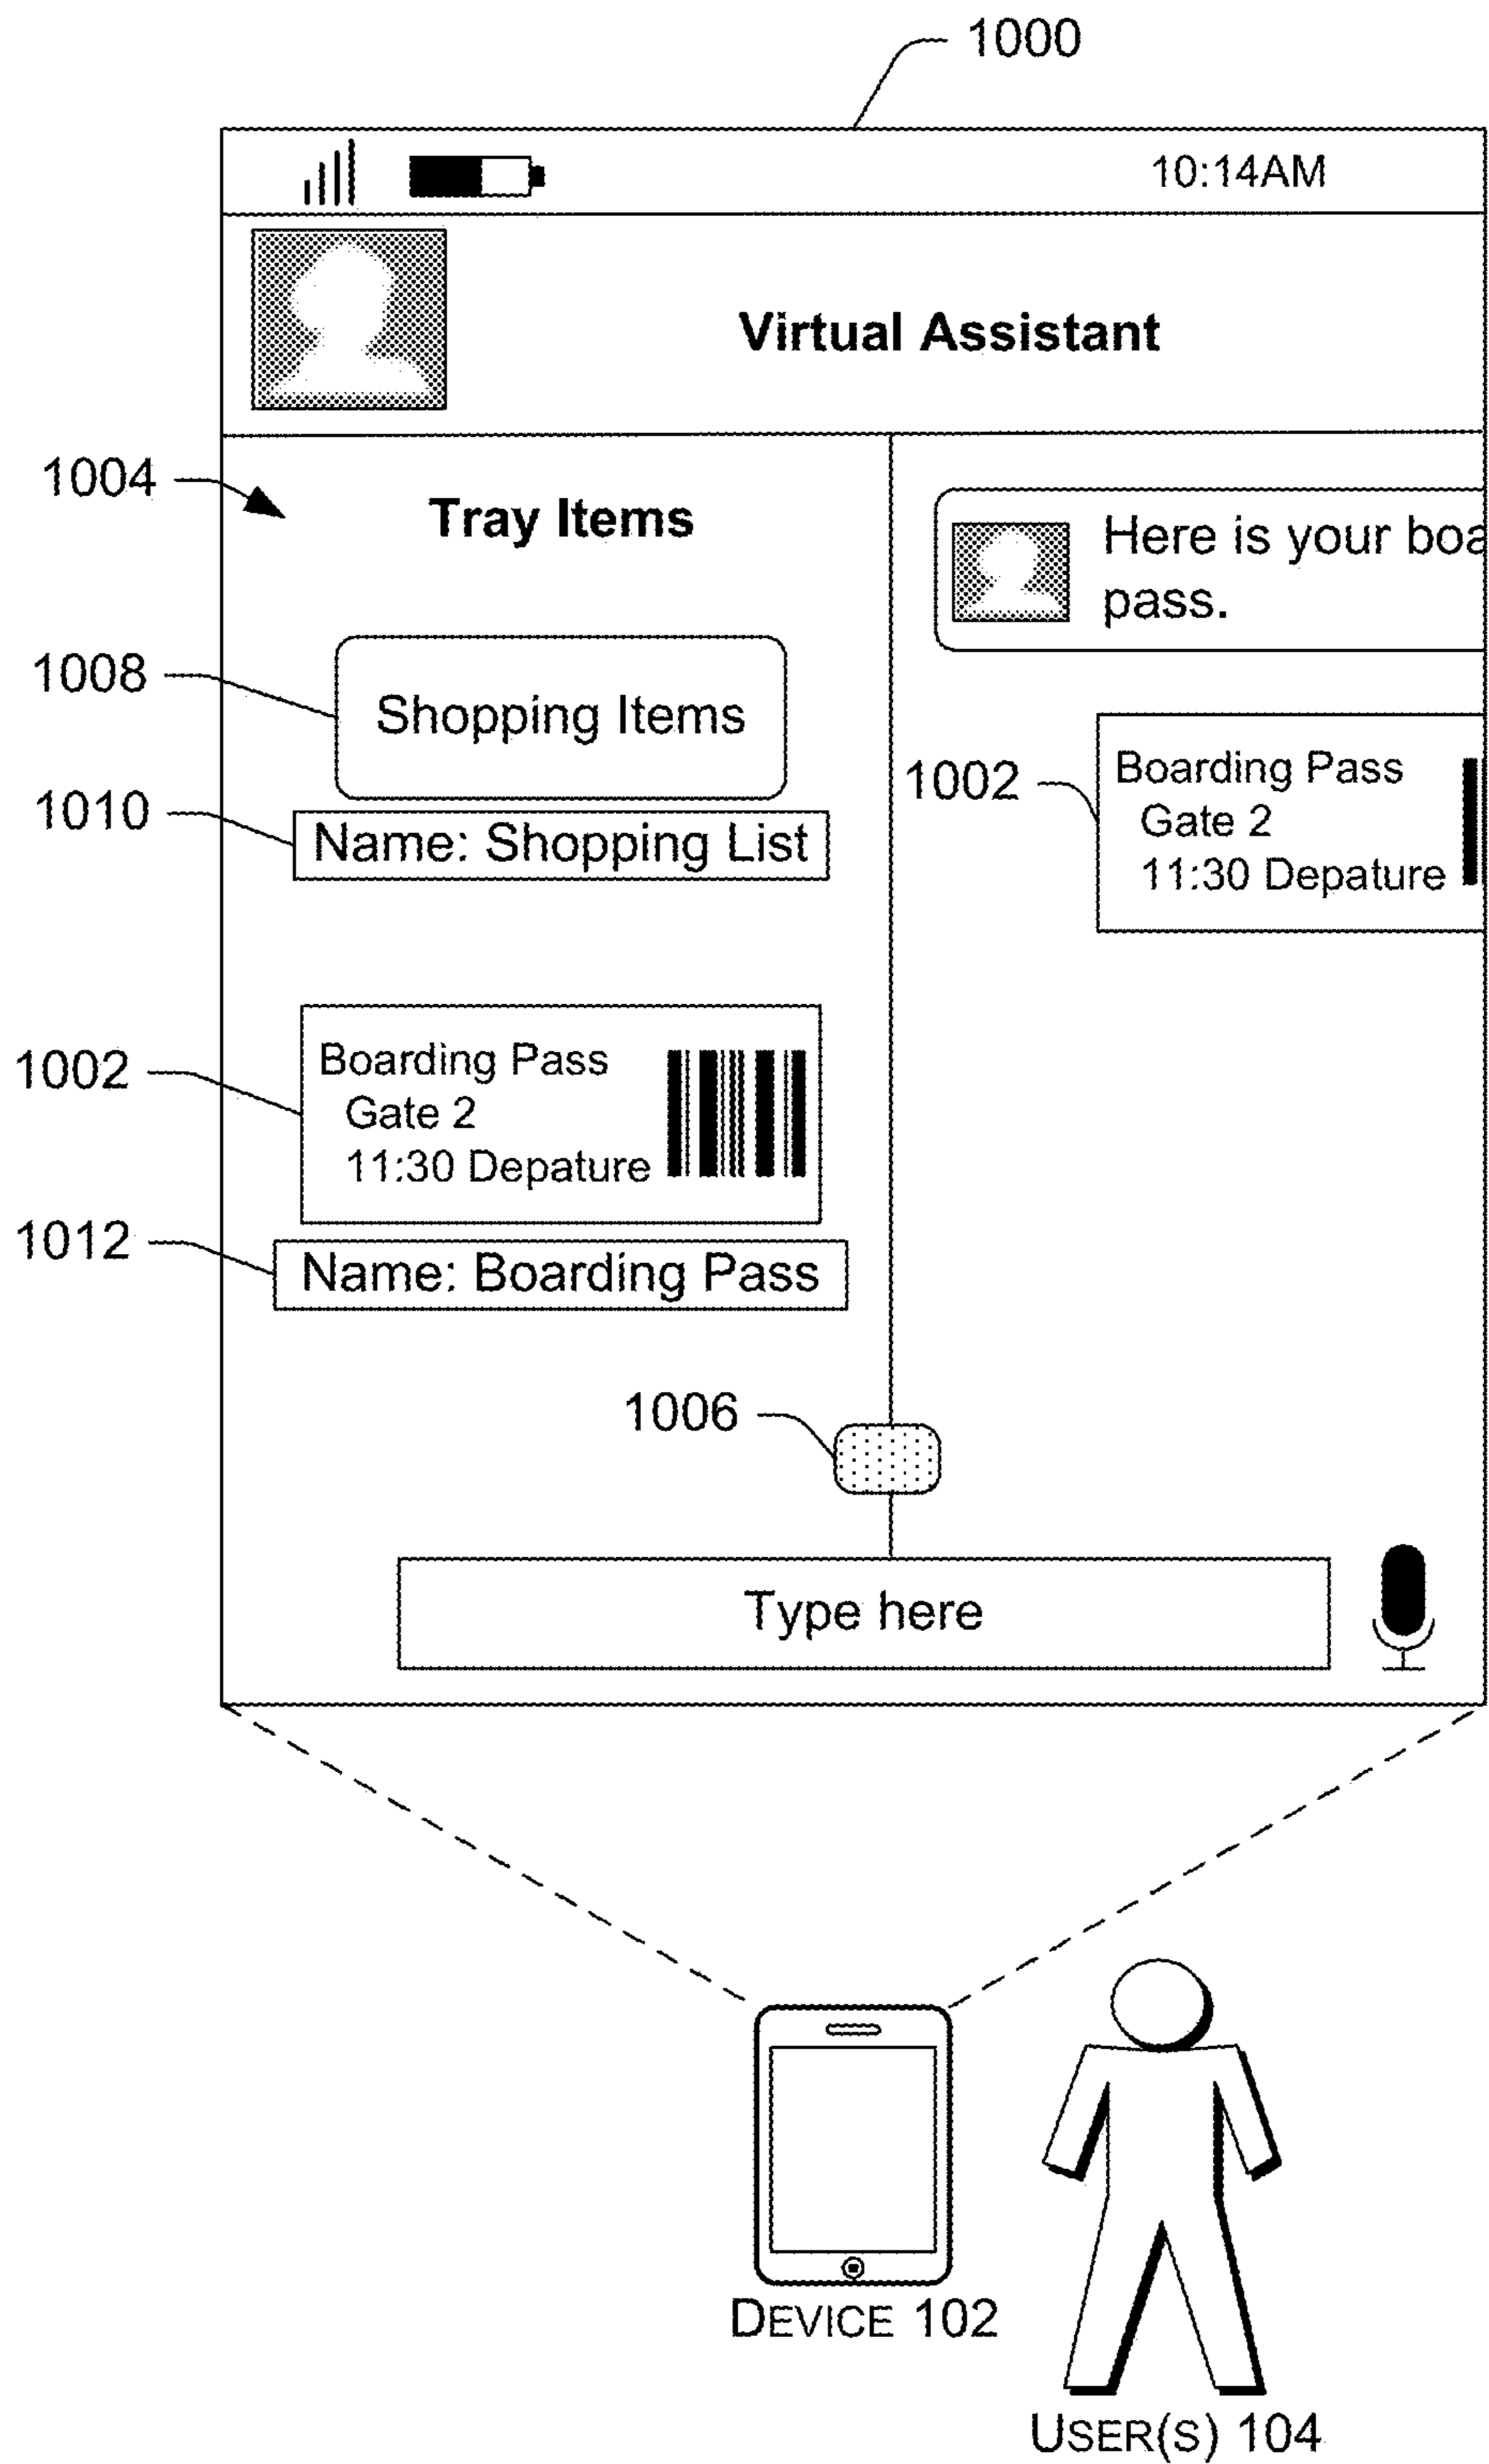 1000
10:14AM
Virtual Assistant
1004
Tray Items
Here is your boa
pass.
1008
Shopping Items
1010
Name: Shopping List
1002
Boarding Pass
Gate 2
11:30 Depature
1002
Boarding Pass
Gate 2
11:30 Depature
1012
Name: Boarding Pass
1006
Type here
DEVICE 102
USER(S) 104